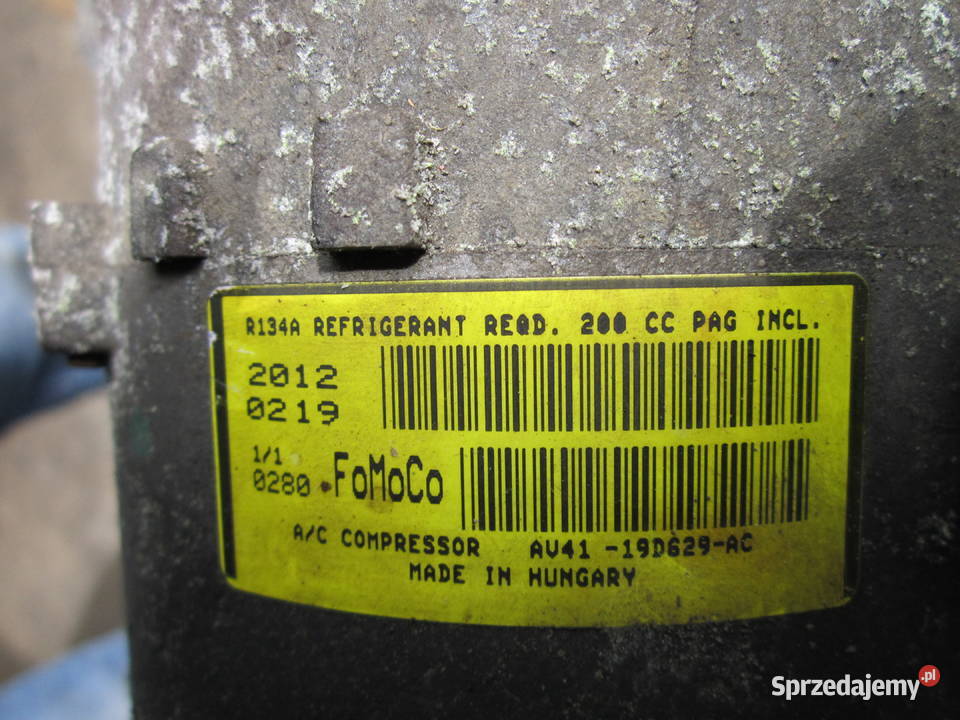 R134A REFRIGERANT REQD. 200 CC PAG INCL.
2012
0219
1/1
0280 FoMoCo
A/C COMPRESSOR AV41-19D629-AC
MADE IN HUNGARY
Sprzedajemy.pl